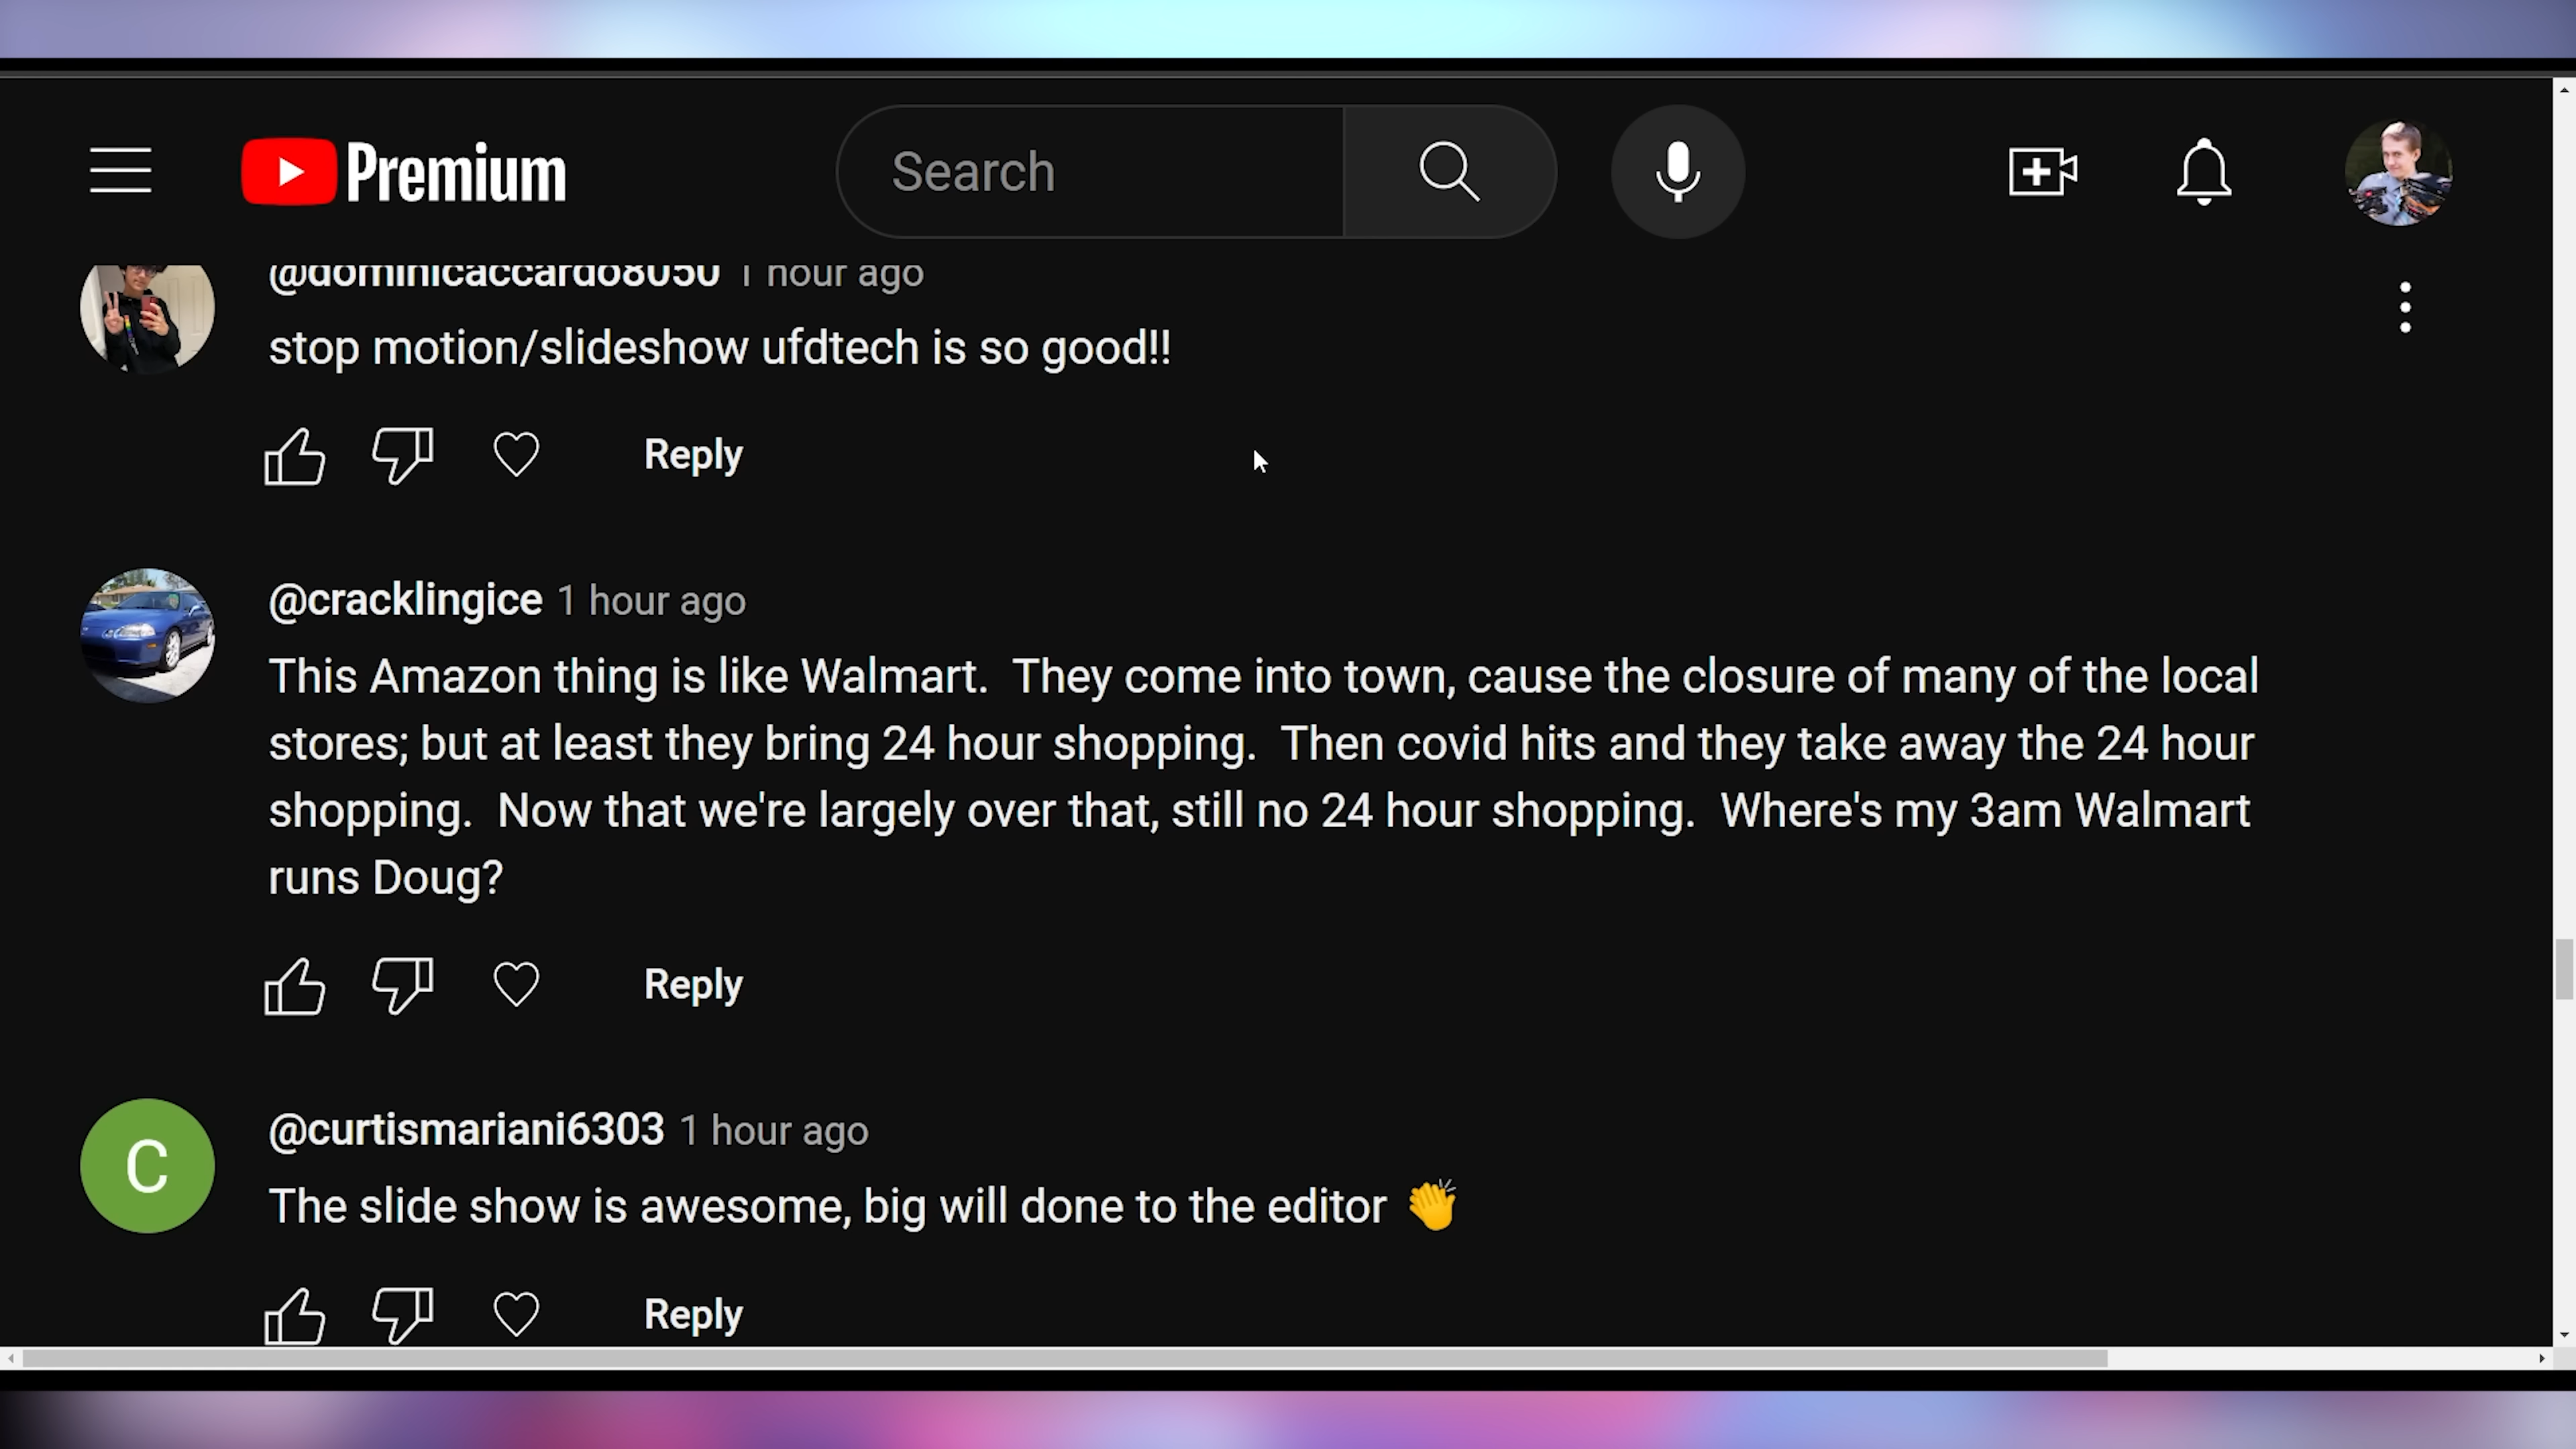 Premium
Search
@dominicaccardo8050 1 hour ago
stop motion/slideshow ufdtech is so good!!
Reply
@cracklingice 1 hour ago
This Amazon thing is like Walmart.  They come into town, cause the closure of many of the local
stores; but at least they bring 24 hour shopping.  Then covid hits and they take away the 24 hour
shopping.  Now that we're largely over that, still no 24 hour shopping.  Where's my 3am Walmart
runs Doug?
Reply
C
@curtismariani6303 1 hour ago
The slide show is awesome, big will done to the editor 👏
Reply